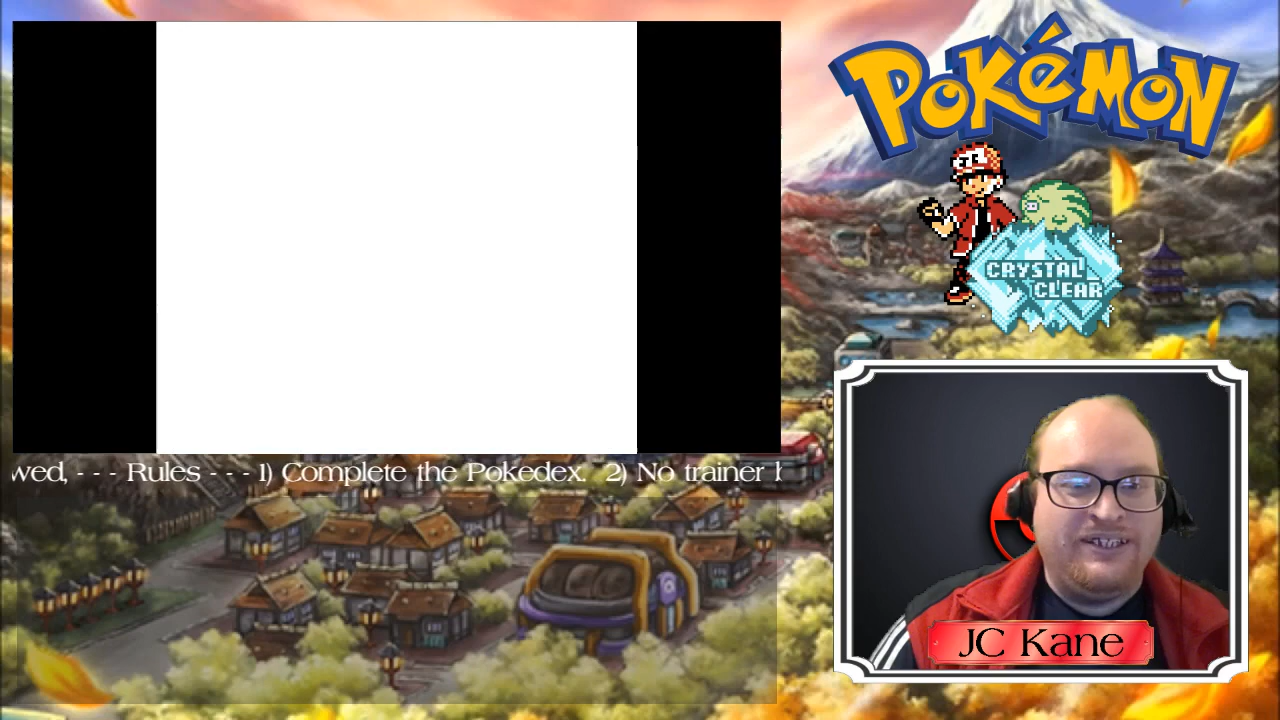 POKéMON
CRYSTAL
CLEAR
wed, - - - Rules - - - 1) Complete the Pokedex. 2) No trainer
JC Kane